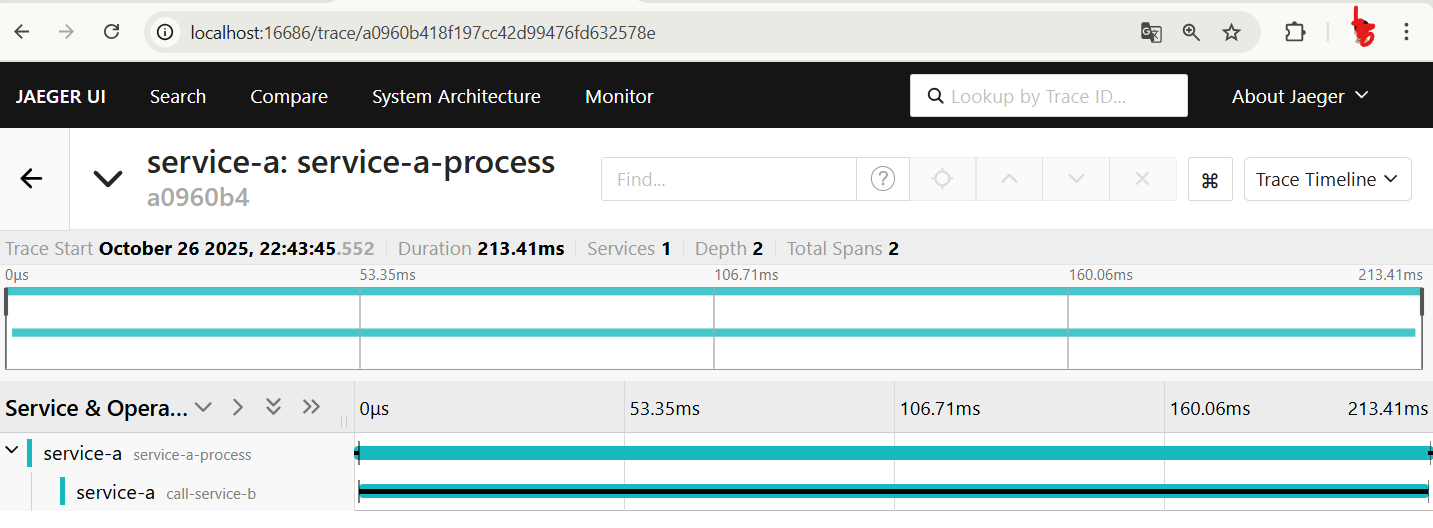 localhost:16686/trace/a0960b418f197cc42d99476fd632578e
JAEGER UI Search Compare System Architecture Monitor Lookup by Trace ID... About Jaeger
service-a: service-a-process
a0960b4
Find... ? ⌘ Trace Timeline
Trace Start October 26 2025, 22:43:45.552 Duration 213.41ms Services 1 Depth 2 Total Spans 2
0μs 53.35ms 106.71ms 160.06ms 213.41ms
Service & Opera... 0μs 53.35ms 106.71ms 160.06ms 213.41ms
service-a service-a-process
service-a call-service-b